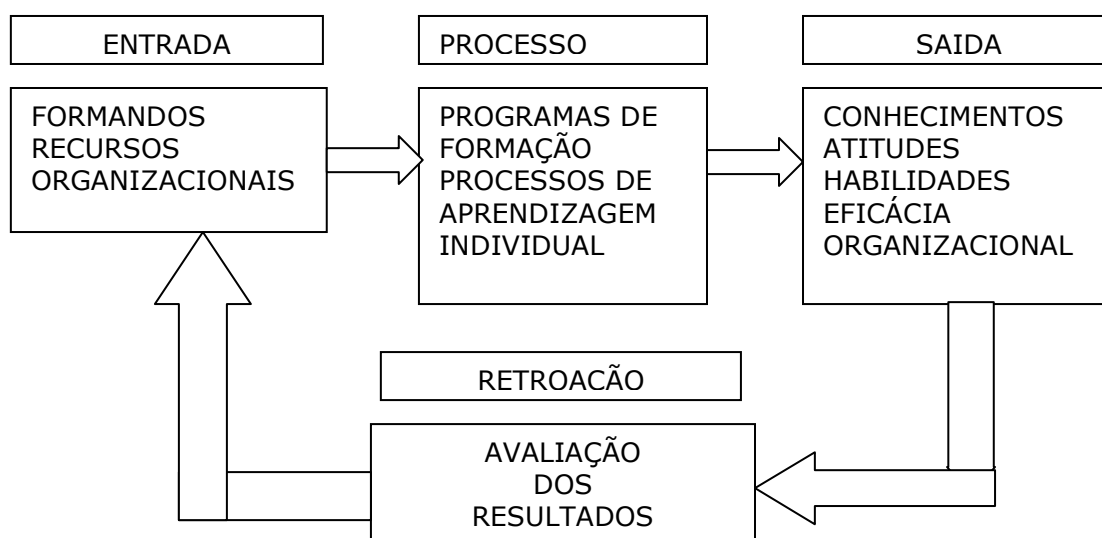 ENTRADA
PROCESSO
SAIDA
FORMANDOS
RECURSOS
ORGANIZACIONAIS
PROGRAMAS DE
FORMAÇÃO
PROCESSOS DE
APRENDIZAGEM
INDIVIDUAL
CONHECIMENTOS
ATITUDES
HABILIDADES
EFICÁCIA
ORGANIZACIONAL
RETROACÃO
AVALIAÇÃO
DOS
RESULTADOS